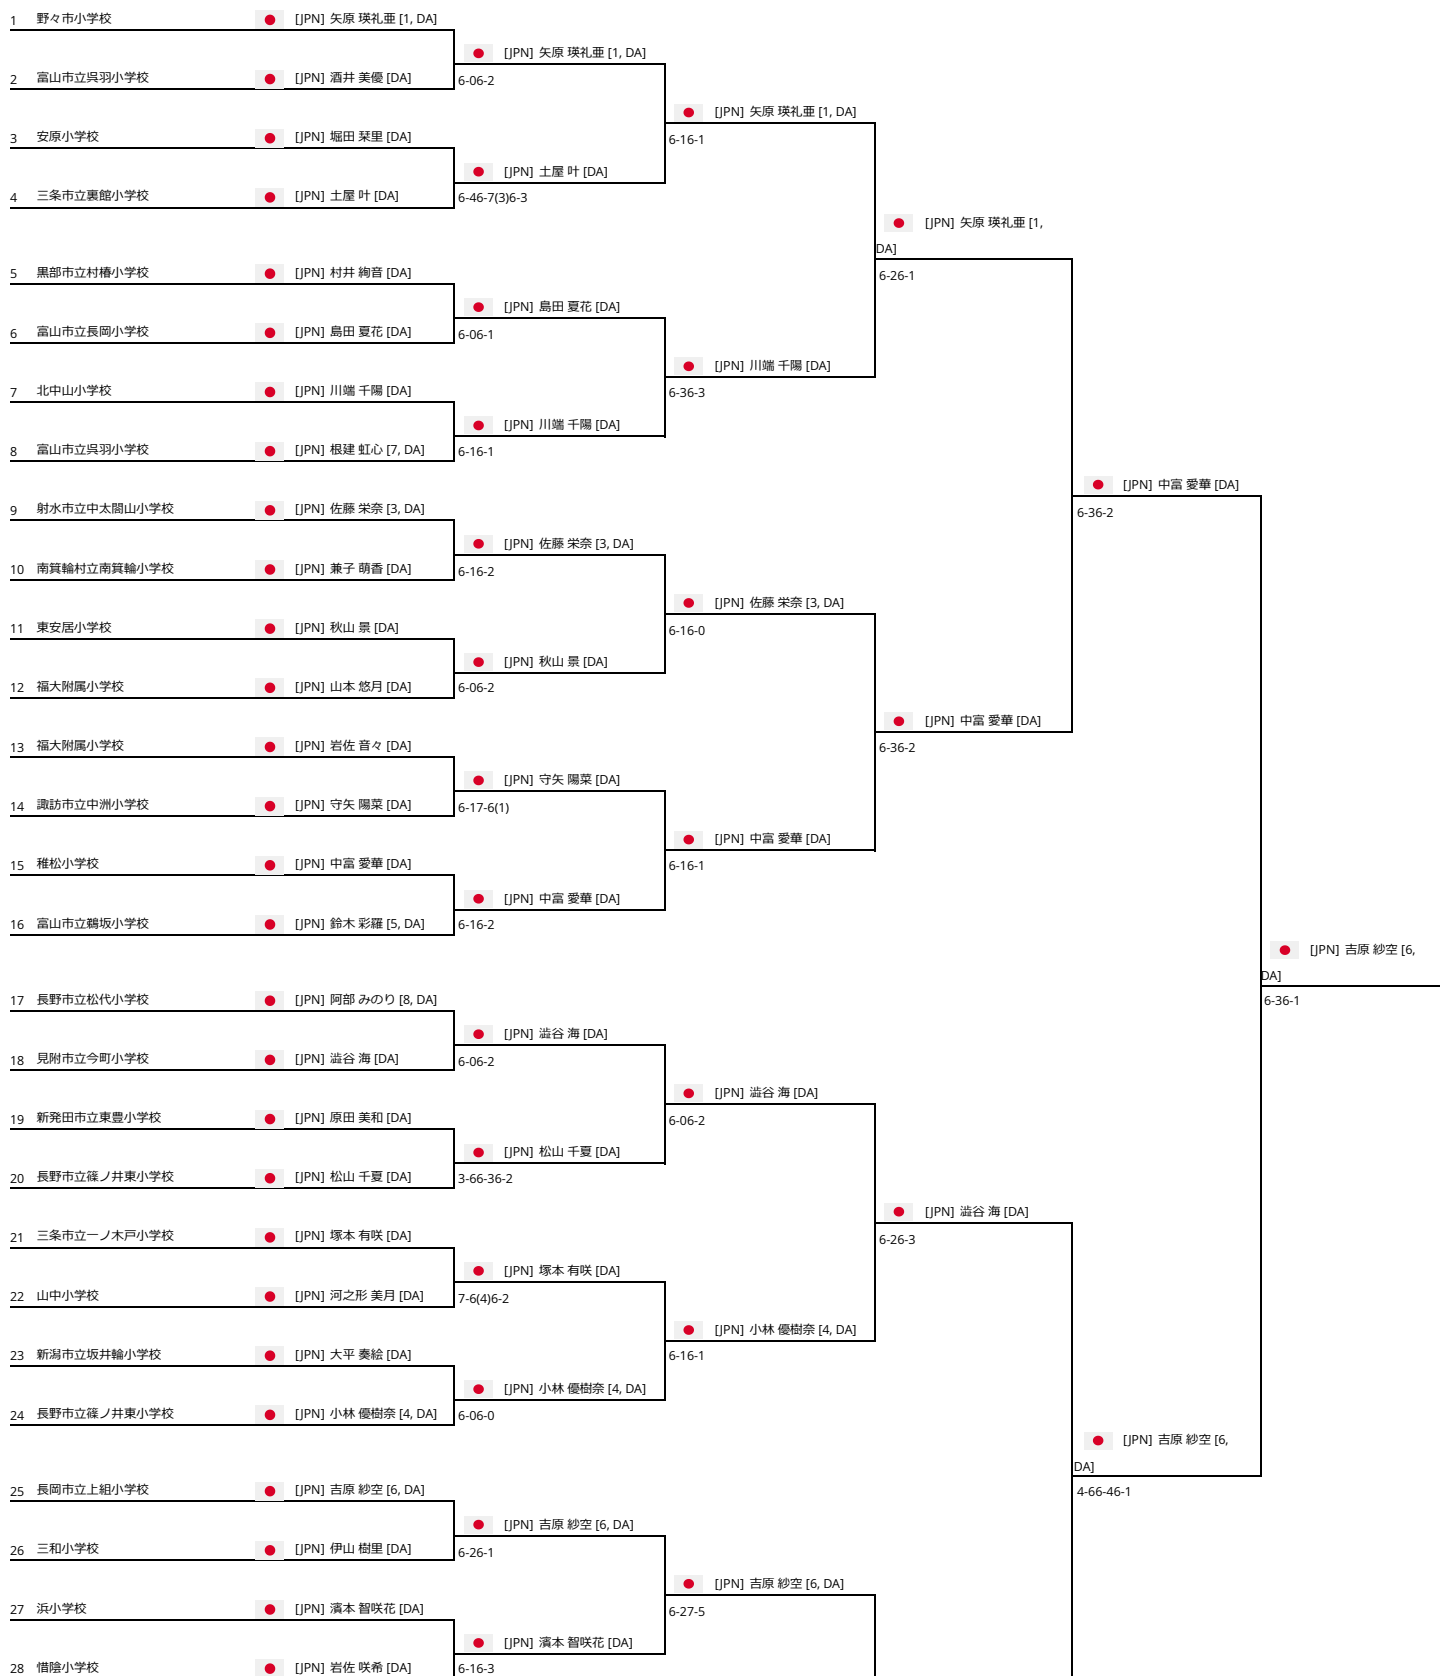 1 野々市小学校 [JPN] 矢原 瑛礼亜 [1, DA]
[JPN] 矢原 瑛礼亜 [1, DA]
2 富山市立呉羽小学校 [JPN] 酒井 美優 [DA]
6-06-2
[JPN] 矢原 瑛礼亜 [1, DA]
3 安原小学校 [JPN] 堀田 栞里 [DA]
6-16-1
[JPN] 土屋 叶 [DA]
4 三条市立裏館小学校 [JPN] 土屋 叶 [DA]
6-46-7(3)6-3
[JPN] 矢原 瑛礼亜 [1,
DA]
6-26-1
5 黒部市立村椿小学校 [JPN] 村井 絢音 [DA]
[JPN] 島田 夏花 [DA]
6 富山市立長岡小学校 [JPN] 島田 夏花 [DA]
6-06-1
[JPN] 川端 千陽 [DA]
7 北中山小学校 [JPN] 川端 千陽 [DA]
6-36-3
[JPN] 川端 千陽 [DA]
8 富山市立呉羽小学校 [JPN] 根建 虹心 [7, DA]
6-16-1
[JPN] 中富 愛華 [DA]
6-36-2
9 射水市立中太閤山小学校 [JPN] 佐藤 栄奈 [3, DA]
[JPN] 佐藤 栄奈 [3, DA]
10 南箕輪村立南箕輪小学校 [JPN] 兼子 萌香 [DA]
6-16-2
[JPN] 佐藤 栄奈 [3, DA]
11 東安居小学校 [JPN] 秋山 景 [DA]
6-16-0
[JPN] 秋山 景 [DA]
12 福大附属小学校 [JPN] 山本 悠月 [DA]
6-06-2
[JPN] 中富 愛華 [DA]
6-36-2
13 福大附属小学校 [JPN] 岩佐 音々 [DA]
[JPN] 守矢 陽菜 [DA]
14 諏訪市立中洲小学校 [JPN] 守矢 陽菜 [DA]
6-17-6(1)
[JPN] 中富 愛華 [DA]
15 稚松小学校 [JPN] 中富 愛華 [DA]
6-16-1
[JPN] 中富 愛華 [DA]
16 富山市立鵜坂小学校 [JPN] 鈴木 彩羅 [5, DA]
6-16-2
[JPN] 吉原 紗空 [6,
DA]
6-36-1
17 長野市立松代小学校 [JPN] 阿部 みのり [8, DA]
[JPN] 澁谷 海 [DA]
18 見附市立今町小学校 [JPN] 澁谷 海 [DA]
6-06-2
[JPN] 澁谷 海 [DA]
19 新発田市立東豊小学校 [JPN] 原田 美和 [DA]
6-06-2
[JPN] 松山 千夏 [DA]
20 長野市立篠ノ井東小学校 [JPN] 松山 千夏 [DA]
3-66-36-2
[JPN] 澁谷 海 [DA]
6-26-3
21 三条市立一ノ木戸小学校 [JPN] 塚本 有咲 [DA]
[JPN] 塚本 有咲 [DA]
22 山中小学校 [JPN] 河之形 美月 [DA]
7-6(4)6-2
[JPN] 小林 優樹奈 [4, DA]
23 新潟市立坂井輪小学校 [JPN] 大平 奏絵 [DA]
6-16-1
[JPN] 小林 優樹奈 [4, DA]
24 長野市立篠ノ井東小学校 [JPN] 小林 優樹奈 [4, DA]
6-06-0
[JPN] 吉原 紗空 [6,
DA]
4-66-46-1
25 長岡市立上組小学校 [JPN] 吉原 紗空 [6, DA]
[JPN] 吉原 紗空 [6, DA]
26 三和小学校 [JPN] 伊山 樹里 [DA]
6-26-1
[JPN] 吉原 紗空 [6, DA]
27 浜小学校 [JPN] 濱本 智咲花 [DA]
6-27-5
[JPN] 濱本 智咲花 [DA]
28 惜陰小学校 [JPN] 岩佐 咲希 [DA]
6-16-3